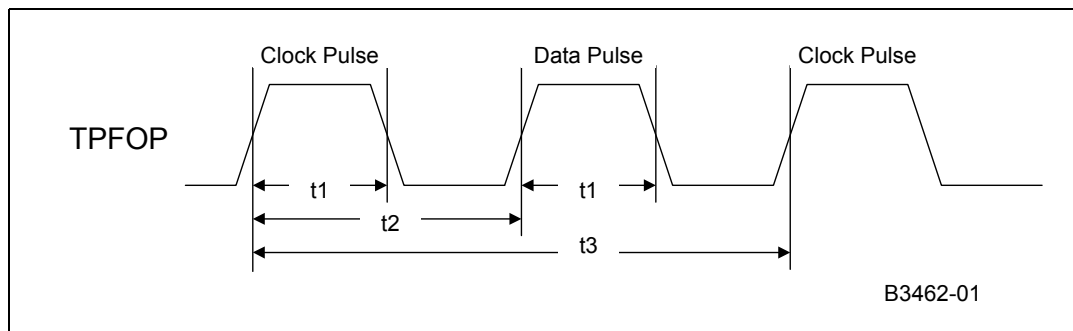 Clock Pulse Data Pulse Clock Pulse
TPFOP
t1 t1
t2
t3
B3462-01